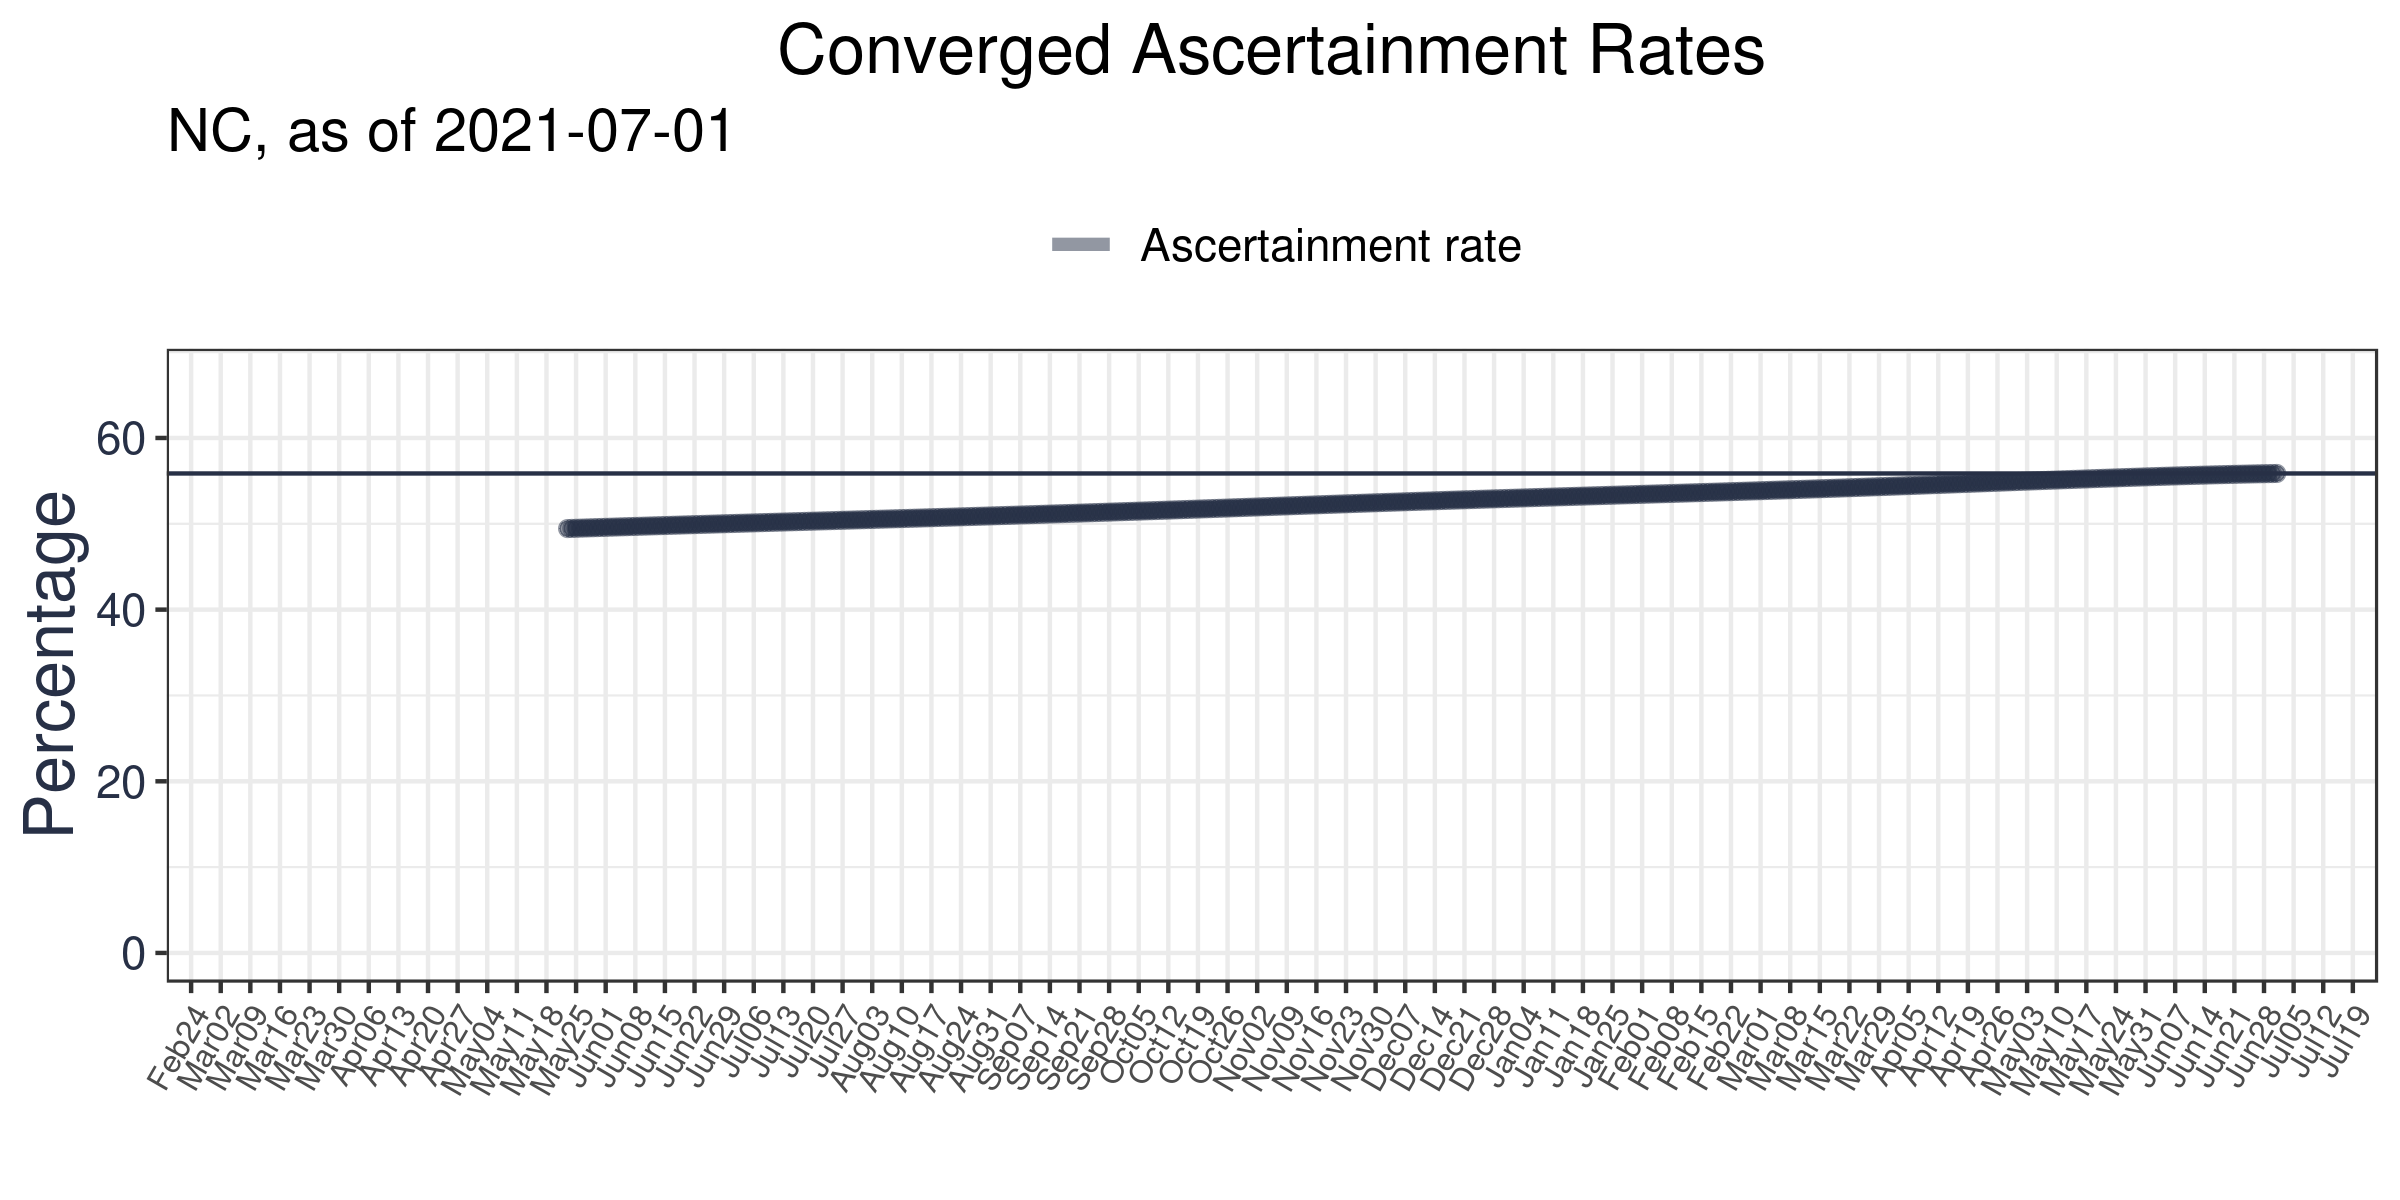 Converged Ascertainment Rates
NC, as of 2021-07-01
Ascertainment rate
Percentage
60
40
20
0
Feb24 Mar02 Mar09 Mar16 Mar23 Mar30 Apr06 Apr13 Apr20 Apr27 May04 May11 May18 May25 Jun01 Jun08 Jun15 Jun22 Jun29 Jul06 Jul13 Jul20 Jul27 Aug03 Aug10 Aug17 Aug24 Aug31 Sep07 Sep14 Sep21 Sep28 Oct05 Oct12 Oct19 Oct26 Nov02 Nov09 Nov16 Nov23 Nov30 Dec07 Dec14 Dec21 Dec28 Jan04 Jan11 Jan18 Jan25 Feb01 Feb08 Feb15 Feb22 Mar01 Mar08 Mar15 Mar22 Mar29 Apr05 Apr12 Apr19 Apr26 May03 May10 May17 May24 May31 Jun07 Jun14 Jun21 Jun28 Jul05 Jul12 Jul19